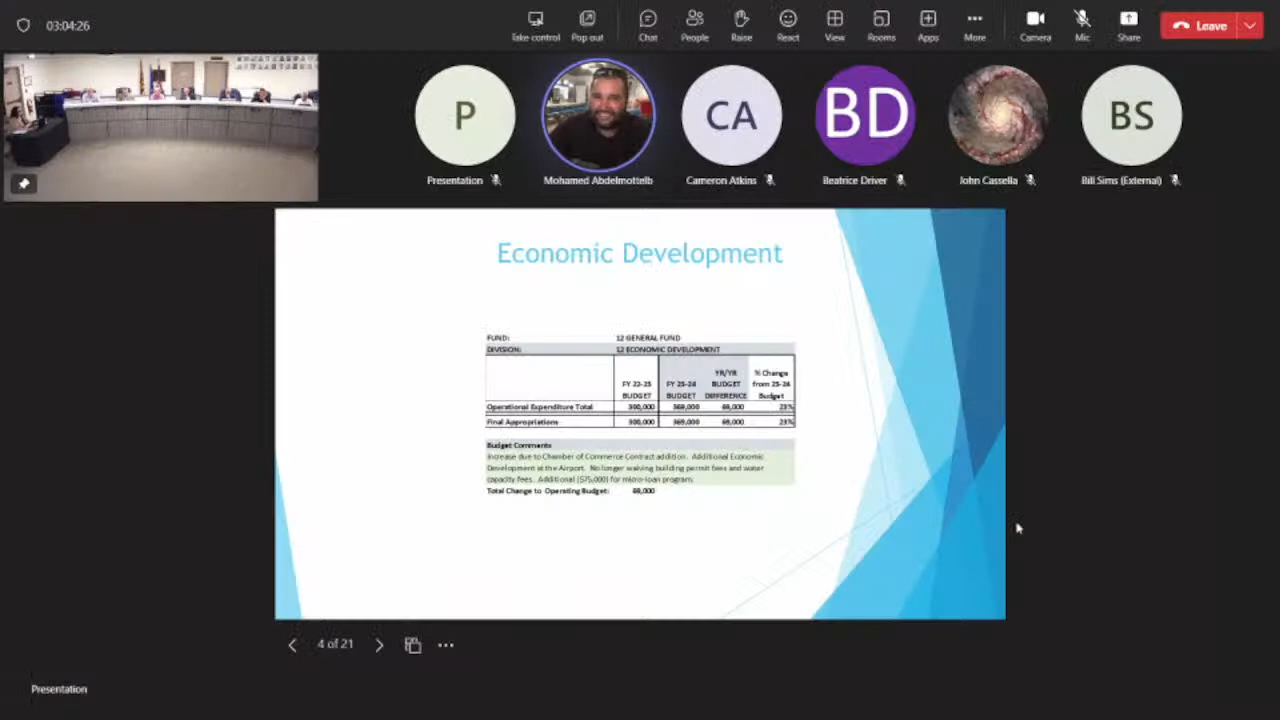 03:04:26
Take control Pop out Chat People Raise React View Rooms Apps More Camera Mic Share Leave
P CA BD BS
Presentation Mohamed Abdelmottelb Cameron Atkins Beatrice Driver John Cassella Bill Sims (External)
Economic Development
FUND: 12 GENERAL FUND
DIVISION: 12 ECONOMIC DEVELOPMENT
YR/YR % Change
FY 22-23 FY 23-24 BUDGET from 23-24
BUDGET BUDGET DIFFERENCE Budget
Operational Expenditure Total 300,000 369,000 69,000 23%
Final Appropriations 300,000 369,000 69,000 23%
Budget Comments
Increase due to Chamber of Commerce Contract addition. Additional Economic
Development at the Airport. No longer waiving building permit fees and water
capacity fees. Additional ($75,000) for micro-loan program.
Total Change to Operating Budget: 69,000
4 of 21
Presentation